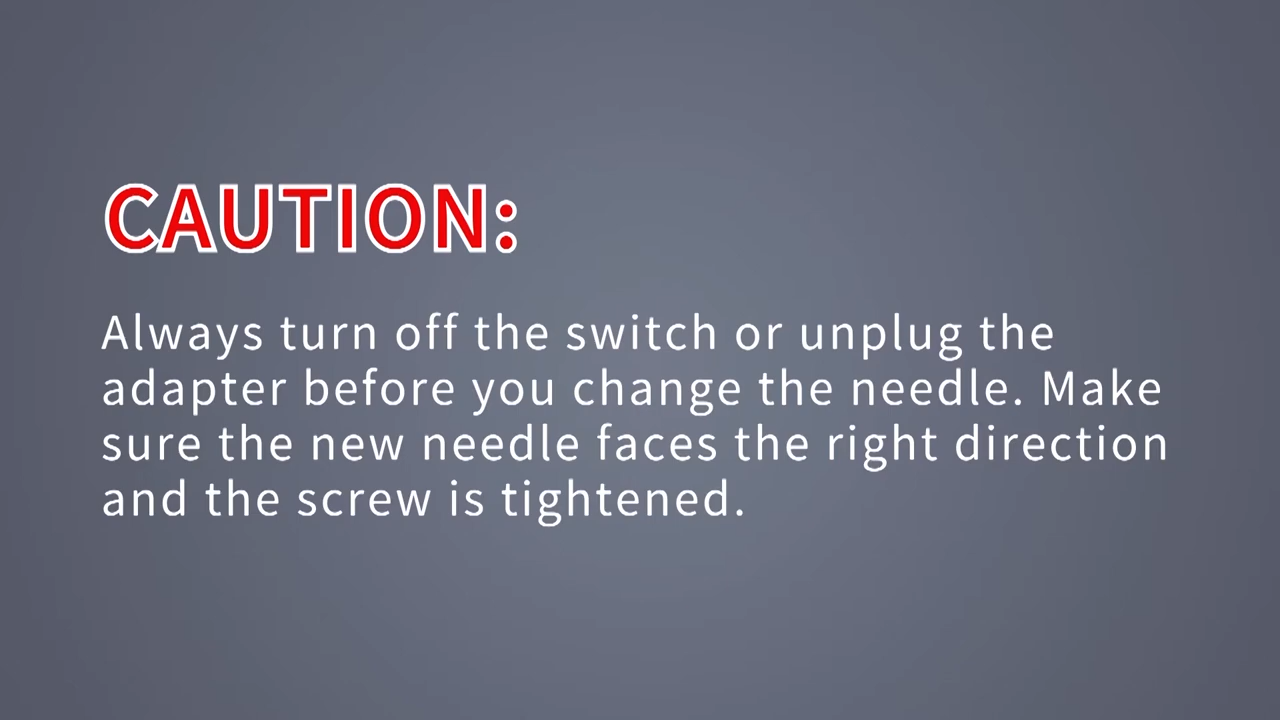 CAUTION:
Always turn off the switch or unplug the
adapter before you change the needle. Make
sure the new needle faces the right direction
and the screw is tightened.